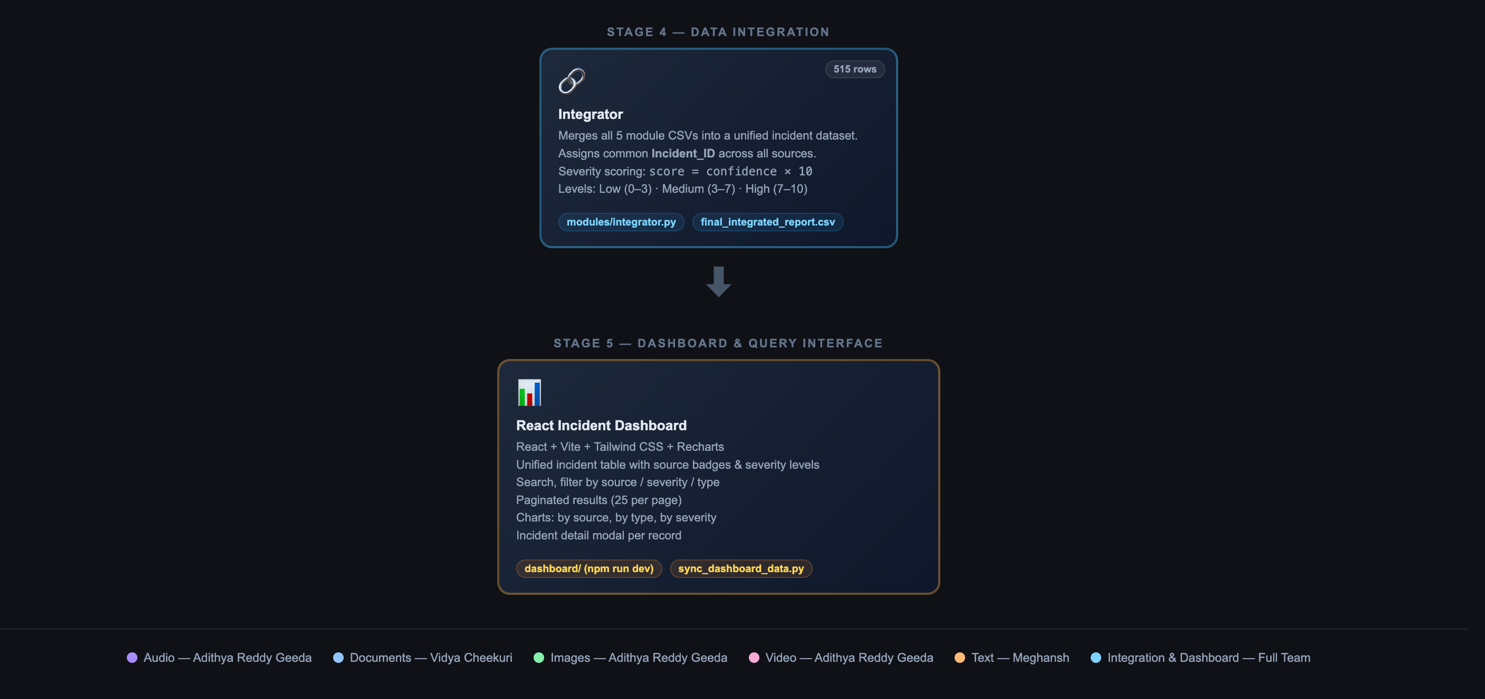 STAGE 4 — DATA INTEGRATION
515 rows
Integrator
Merges all 5 module CSVs into a unified incident dataset.
Assigns common Incident_ID across all sources.
Severity scoring: score = confidence × 10
Levels: Low (0–3) · Medium (3–7) · High (7–10)
modules/integrator.py final_integrated_report.csv
STAGE 5 — DASHBOARD & QUERY INTERFACE
React Incident Dashboard
React + Vite + Tailwind CSS + Recharts
Unified incident table with source badges & severity levels
Search, filter by source / severity / type
Paginated results (25 per page)
Charts: by source, by type, by severity
Incident detail modal per record
dashboard/ (npm run dev) sync_dashboard_data.py
Audio — Adithya Reddy Geeda Documents — Vidya Cheekuri Images — Adithya Reddy Geeda Video — Adithya Reddy Geeda Text — Meghansh Integration & Dashboard — Full Team